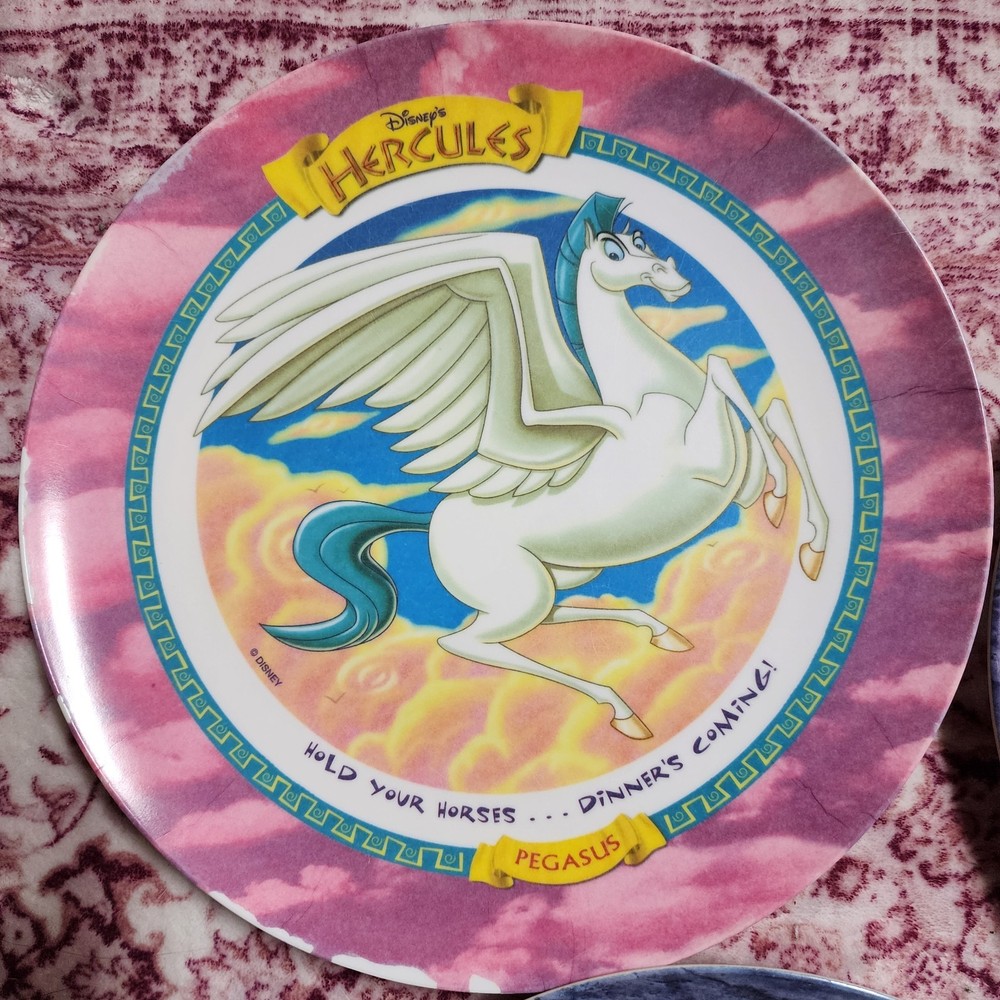 Disney's
HERCULES
© DISNEY
HOLD YOUR HORSES . . . DINNER'S COMING!
PEGASUS